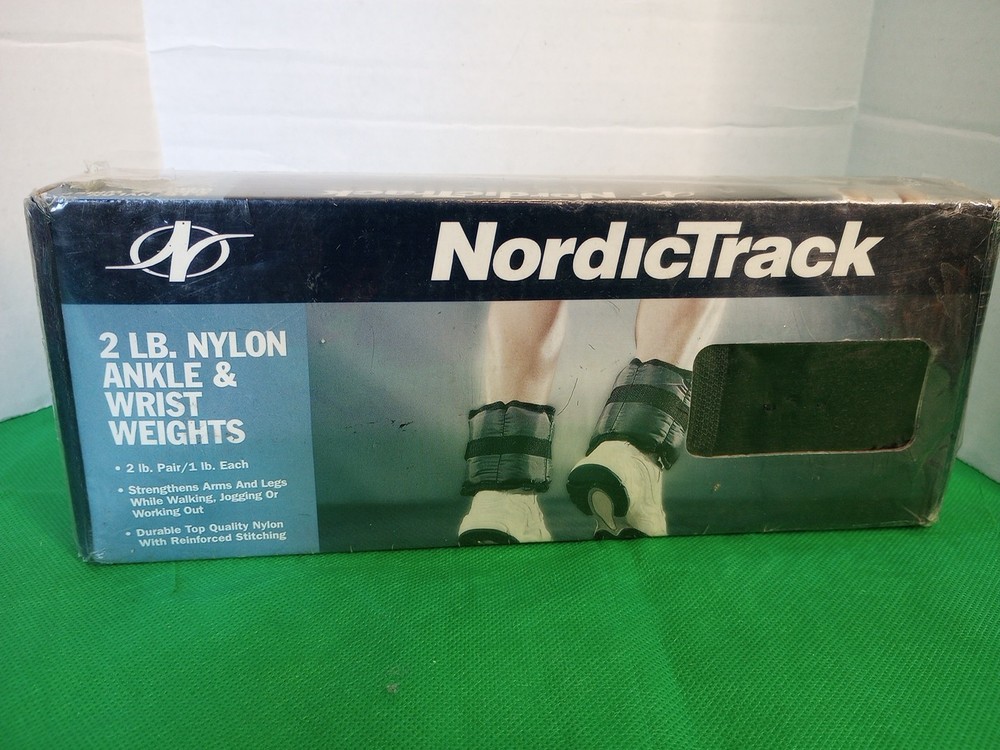 NordicTrack
NordicTrack
2 LB. NYLON
ANKLE &
WRIST
WEIGHTS
• 2 lb. Pair/1 lb. Each
• Strengthens Arms And Legs
While Walking, Jogging Or
Working Out
• Durable Top Quality Nylon
With Reinforced Stitching